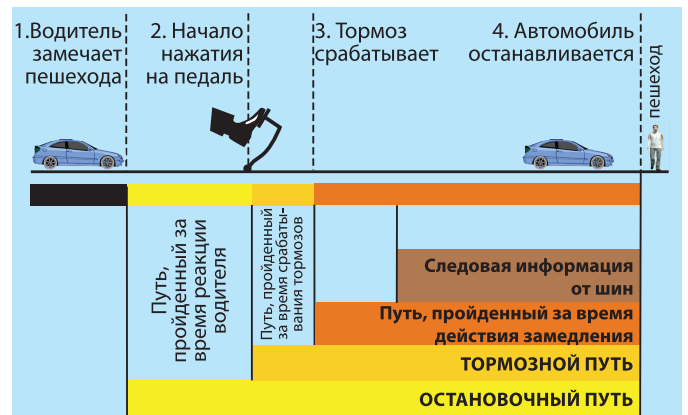 1.Водитель
замечает
пешехода
2. Начало
нажатия
на педаль
3. Тормоз
срабатывает
4. Автомобиль
останавливается
пешеход
Путь,
пройденный за
время реакции
водителя
Путь, пройденный
за время срабаты-
вания тормозов
Следовая информация
от шин
Путь, пройденный за время
действия замедления
ТОРМОЗНОЙ ПУТЬ
ОСТАНОВОЧНЫЙ ПУТЬ